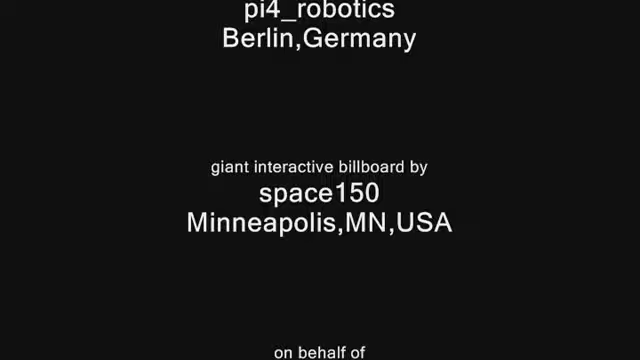 pi4_robotics
Berlin,Germany
giant interactive billboard by
space150
Minneapolis,MN,USA
on behalf of